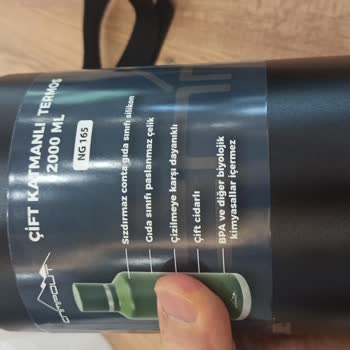 ÇİFT KATMANLI TERMOS
2000 ML
NG 165
Sızdırmaz conta gıda sınıfı silikon
Gıda sınıfı paslanmaz çelik
Çizilmeye karşı dayanıklı
Çift cidarlı
BPA ve diğer biyolojik
kimyasallar içermez